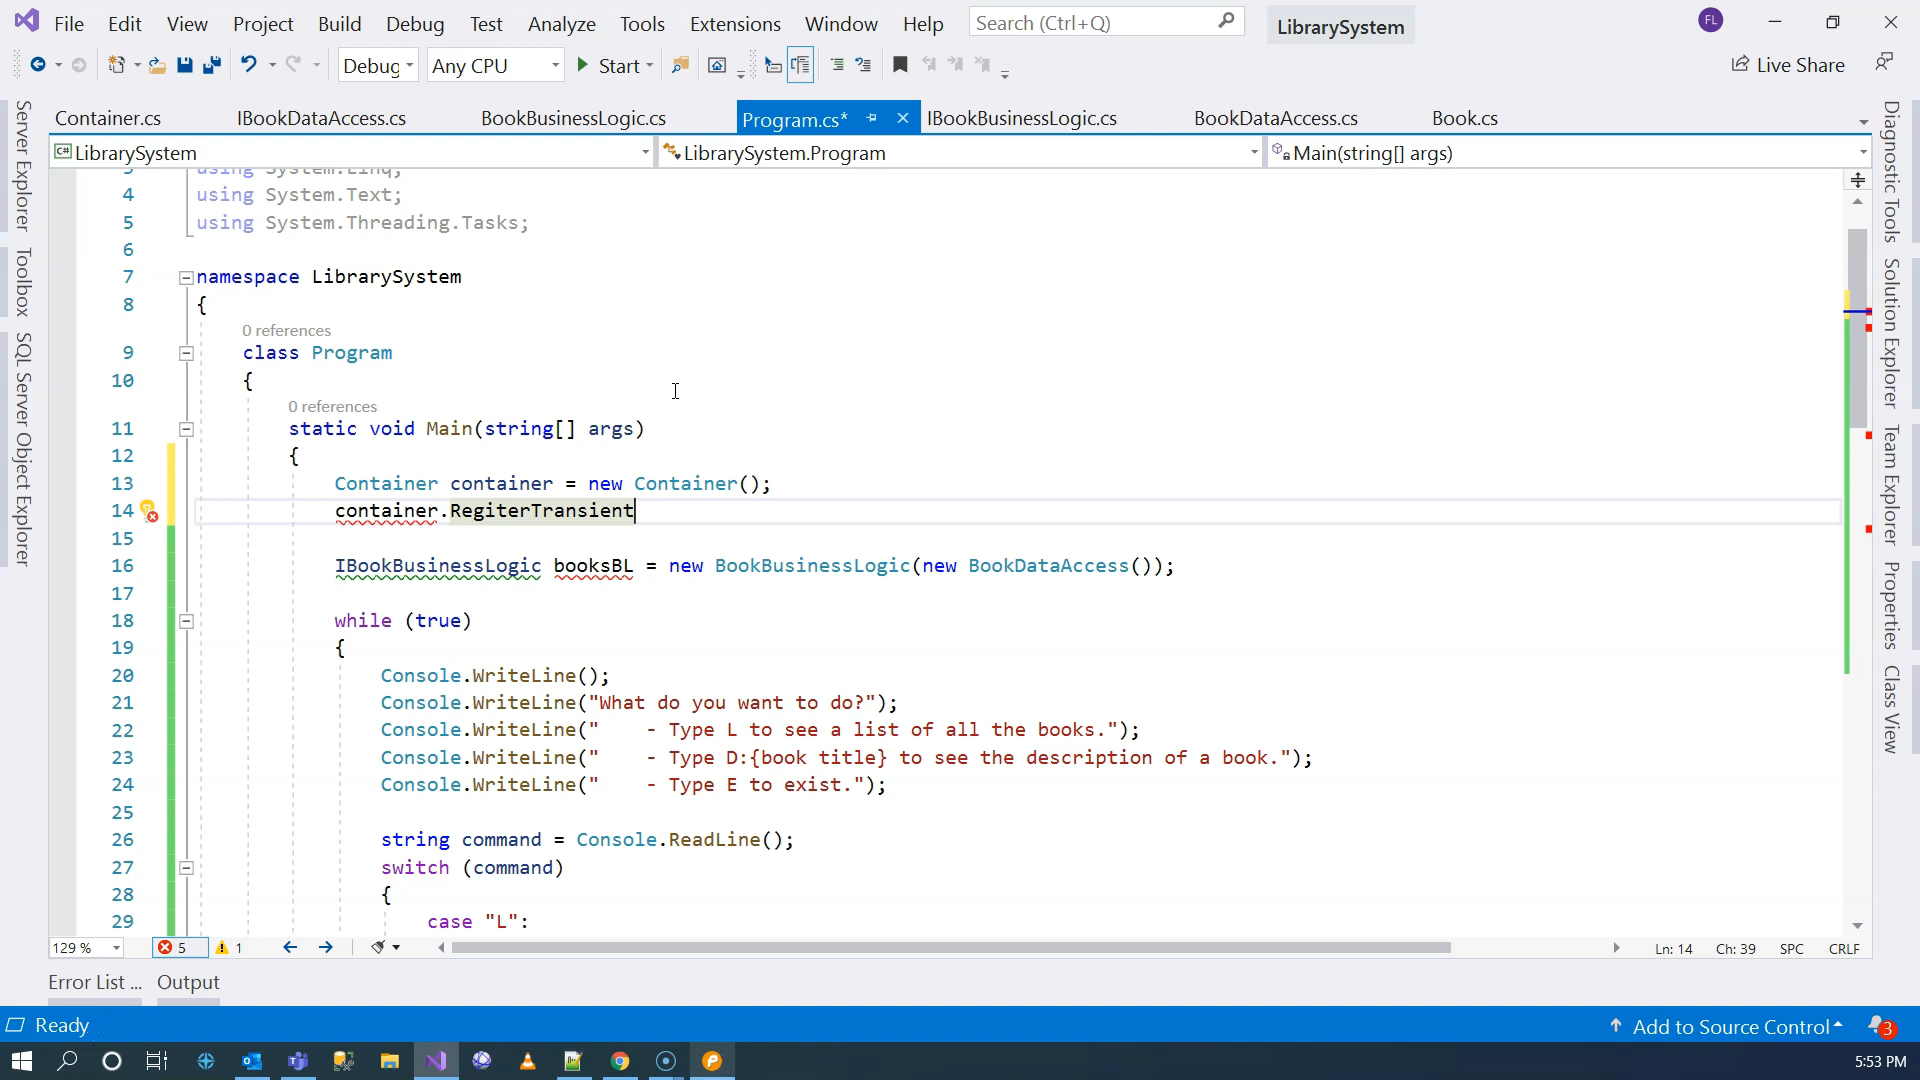 File Edit View Project Build Debug Test Analyze Tools Extensions Window Help Search (Ctrl+Q) LibrarySystem FL
Debug Any CPU Start Live Share
Container.cs IBookDataAccess.cs BookBusinessLogic.cs Program.cs* IBookBusinessLogic.cs BookDataAccess.cs Book.cs
C# LibrarySystem LibrarySystem.Program Main(string[] args)
Server Explorer
Toolbox
SQL Server Object Explorer
3 using System.Linq;
4 using System.Text;
5 using System.Threading.Tasks;
6
7 namespace LibrarySystem
8 {
0 references
9 class Program
10 {
0 references
11 static void Main(string[] args)
12 {
13 Container container = new Container();
14 container.RegiterTransient
15
16 IBookBusinessLogic booksBL = new BookBusinessLogic(new BookDataAccess());
17
18 while (true)
19 {
20 Console.WriteLine();
21 Console.WriteLine("What do you want to do?");
22 Console.WriteLine("    - Type L to see a list of all the books.");
23 Console.WriteLine("    - Type D:{book title} to see the description of a book.");
24 Console.WriteLine("    - Type E to exist.");
25
26 string command = Console.ReadLine();
27 switch (command)
28 {
29 case "L":
Diagnostic Tools
Solution Explorer
Team Explorer
Properties
Class View
129 % 5 1 Ln: 14 Ch: 39 SPC CRLF
Error List ... Output
Ready Add to Source Control 3
5:53 PM